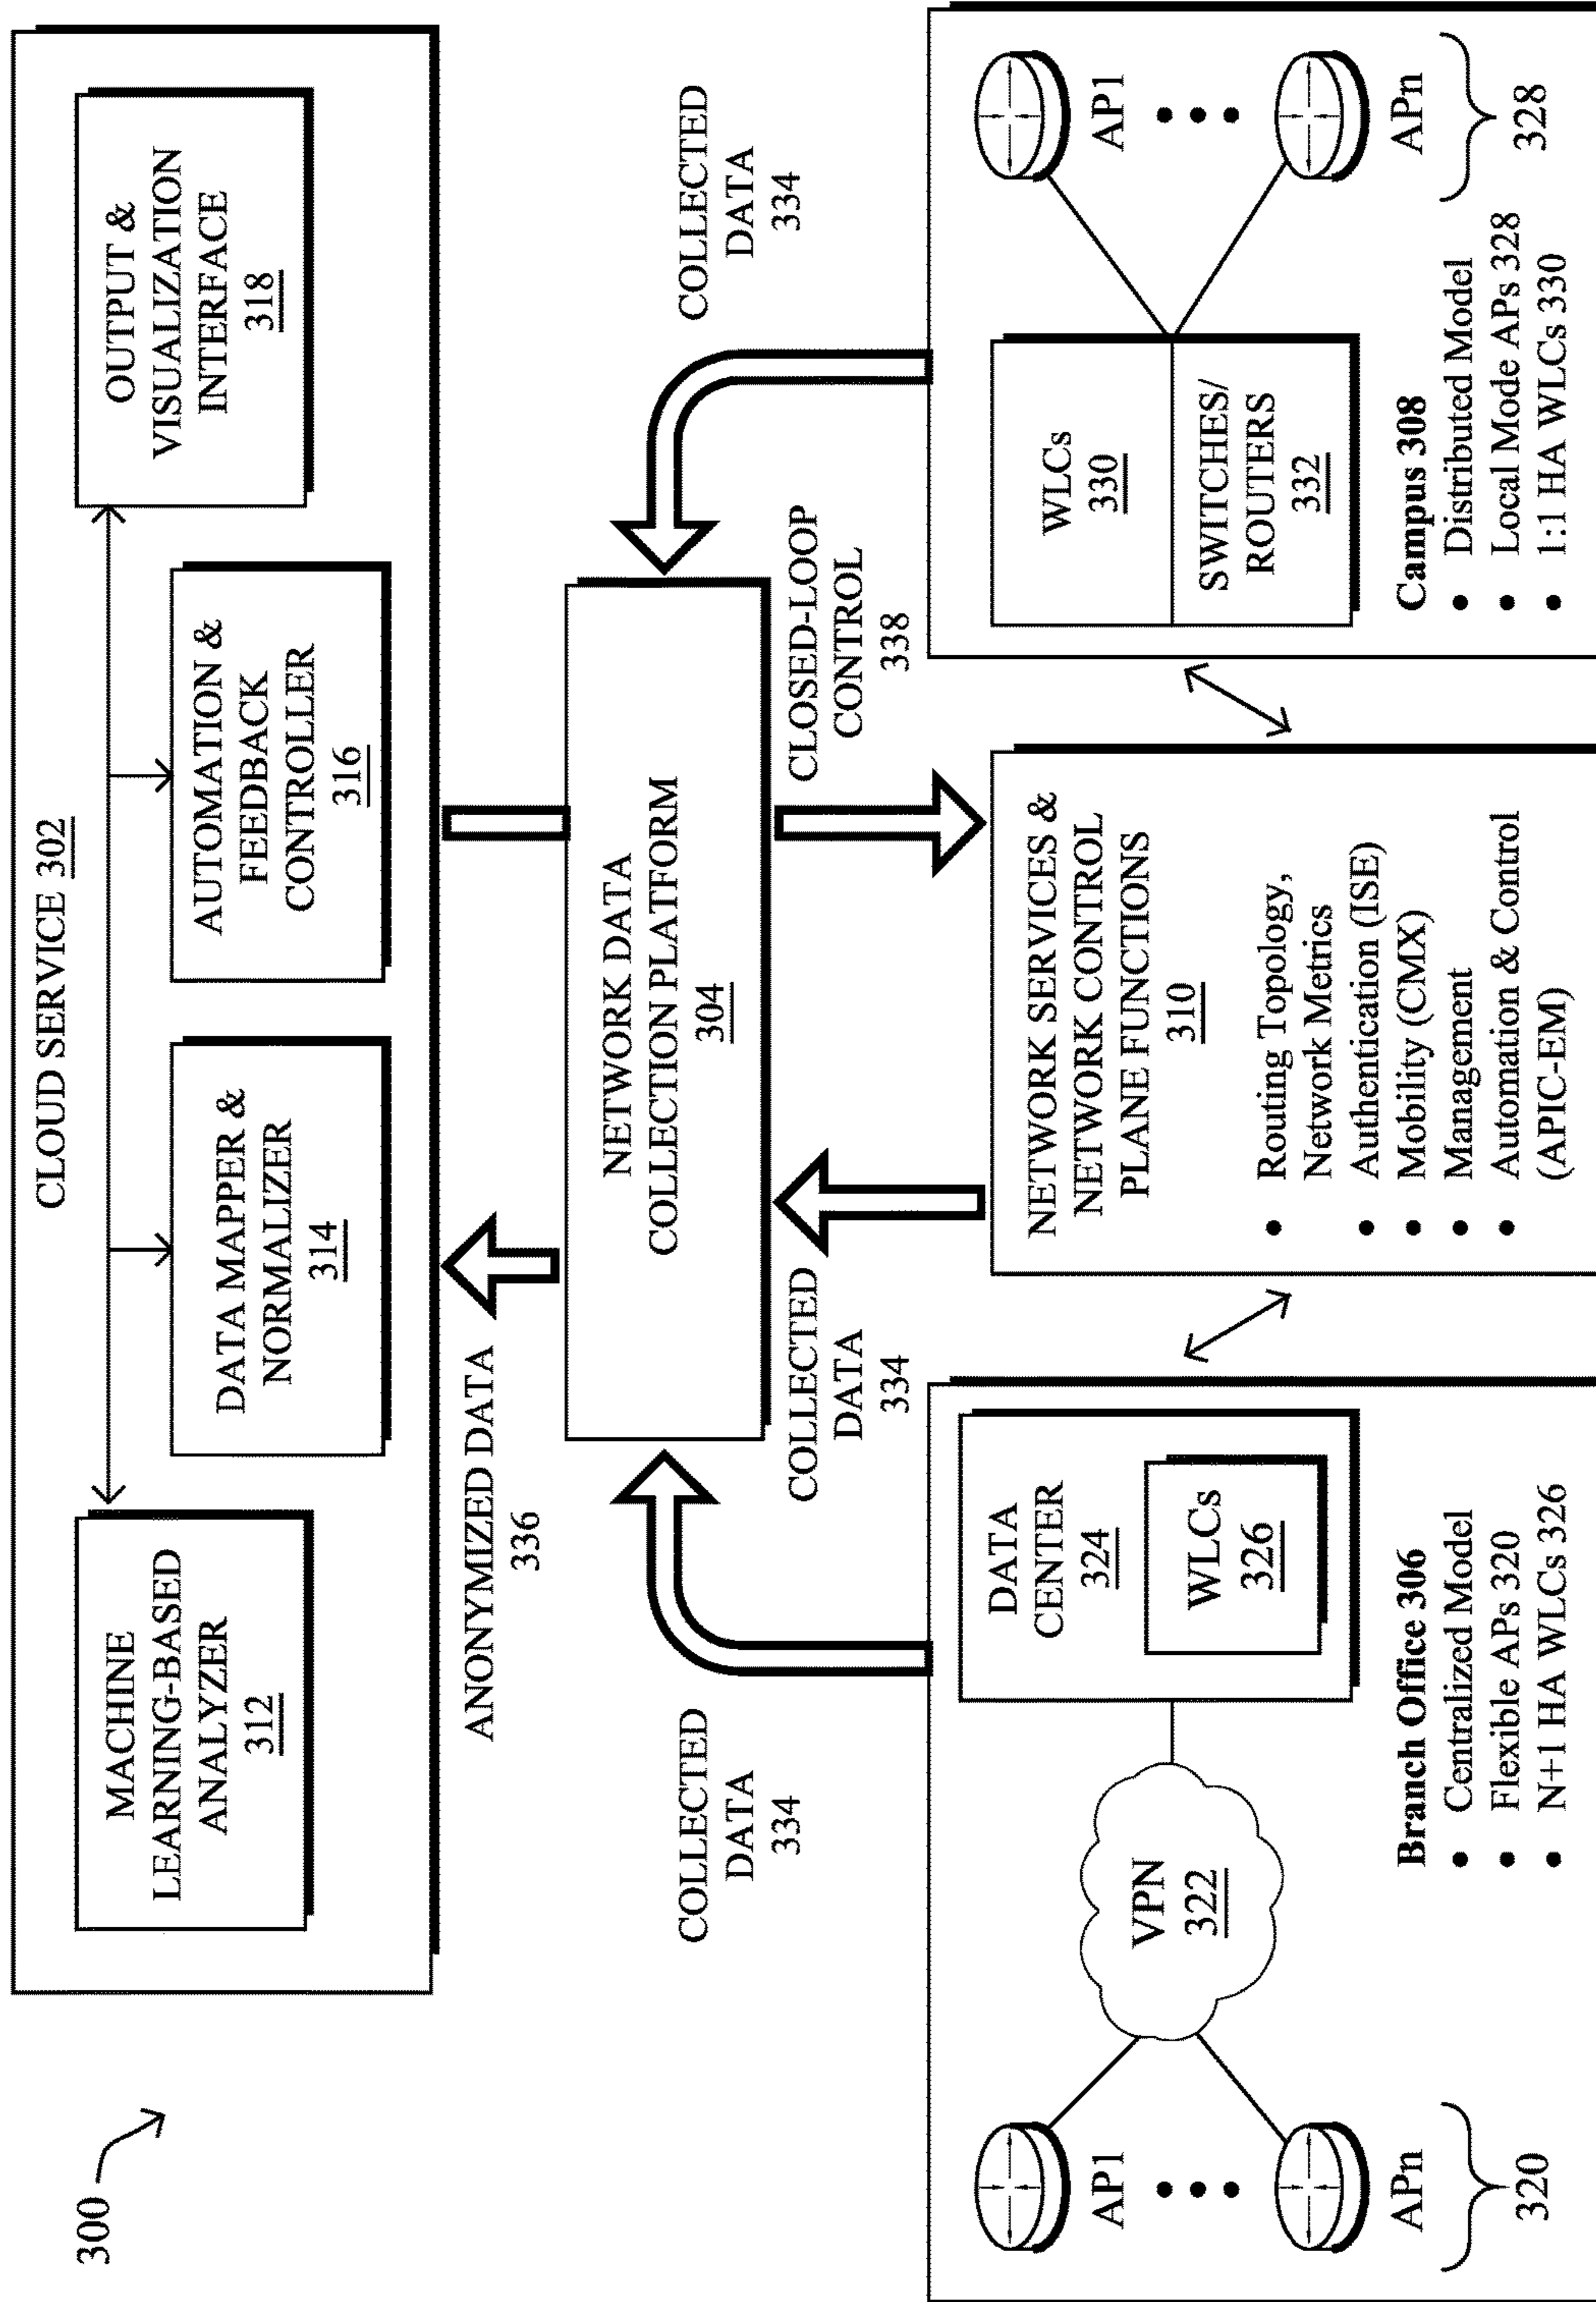 300
CLOUD SERVICE 302
MACHINE
LEARNING-BASED
ANALYZER
312
DATA MAPPER &
NORMALIZER
314
AUTOMATION &
FEEDBACK
CONTROLLER
316
OUTPUT &
VISUALIZATION
INTERFACE
318
ANONYMIZED DATA
336
COLLECTED
DATA
334
NETWORK DATA
COLLECTION PLATFORM
304
COLLECTED
DATA
334
COLLECTED
DATA
334
CLOSED-LOOP
CONTROL
338
AP1
APn
320
VPN
322
DATA
CENTER
324
WLCs
326
Branch Office 306
• Centralized Model
• Flexible APs 320
• N+1 HA WLCs 326
NETWORK SERVICES &
NETWORK CONTROL
PLANE FUNCTIONS
310
• Routing Topology,
Network Metrics
• Authentication (ISE)
• Mobility (CMX)
• Management
• Automation & Control
(APIC-EM)
WLCs
330
SWITCHES/
ROUTERS
332
AP1
APn
328
Campus 308
• Distributed Model
• Local Mode APs 328
• 1:1 HA WLCs 330